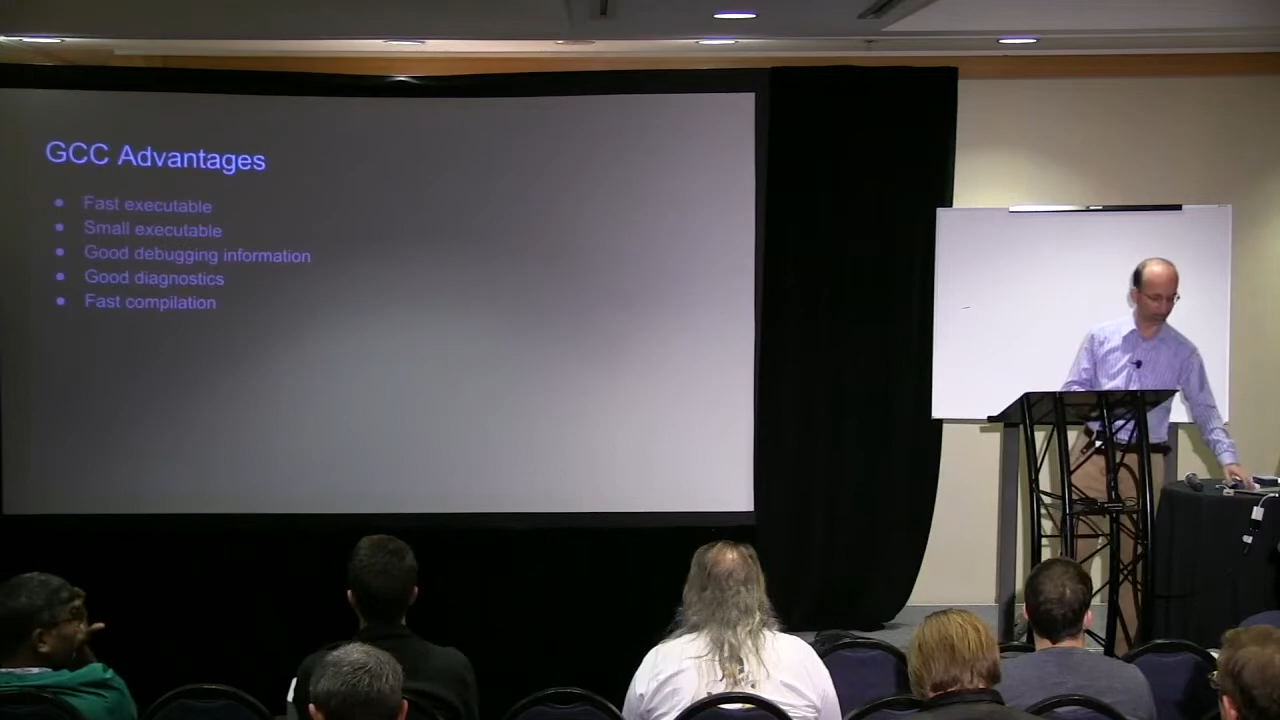 GCC Advantages
● Fast executable
● Small executable
● Good debugging information
● Good diagnostics
● Fast compilation